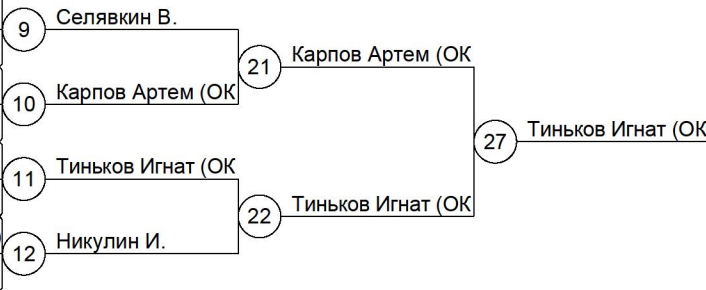 9 Селявкин В.
21 Карпов Артем (ОК
10 Карпов Артем (ОК
27 Тиньков Игнат (ОК
11 Тиньков Игнат (ОК
22 Тиньков Игнат (ОК
12 Никулин И.